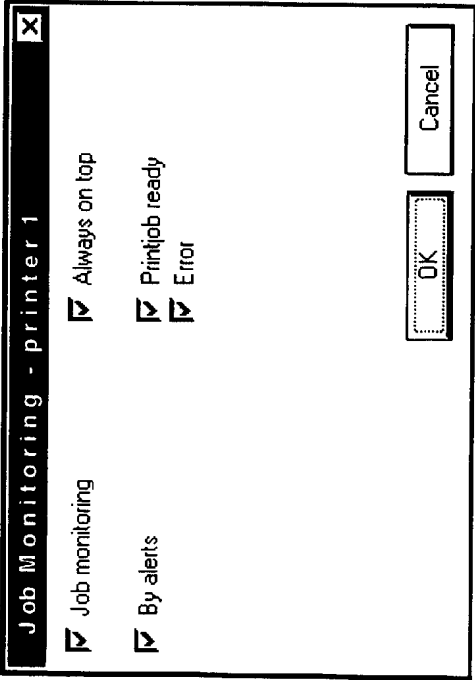 Job Monitoring - printer 1
Job monitoring
Always on top
By alerts
Printjob ready
Error
OK
Cancel